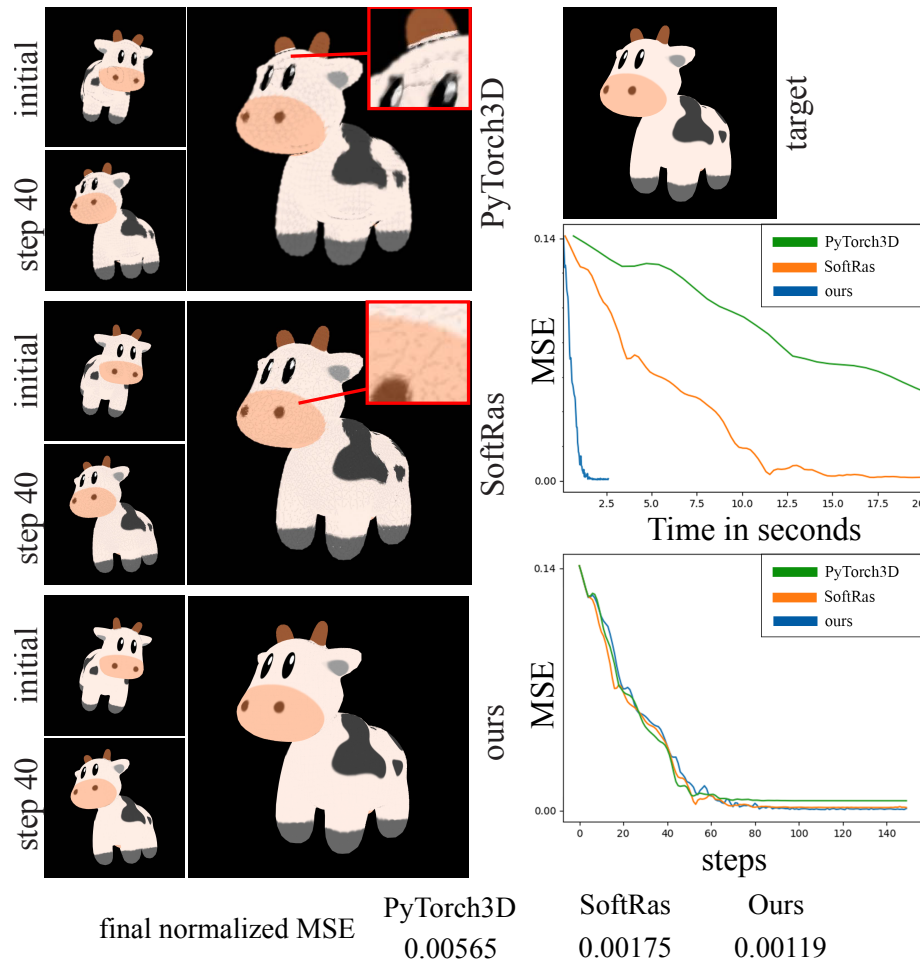 initial
step 40
PyTorch3D
target
initial
step 40
SoftRas
initial
step 40
ours
0.14
MSE
0.00
PyTorch3D
SoftRas
ours
2.5 5.0 7.5 10.0 12.5 15.0 17.5 20
Time in seconds
0.14
MSE
0.00
PyTorch3D
SoftRas
ours
0 20 40 60 80 100 120 140
steps
PyTorch3D SoftRas Ours
final normalized MSE 0.00565 0.00175 0.00119